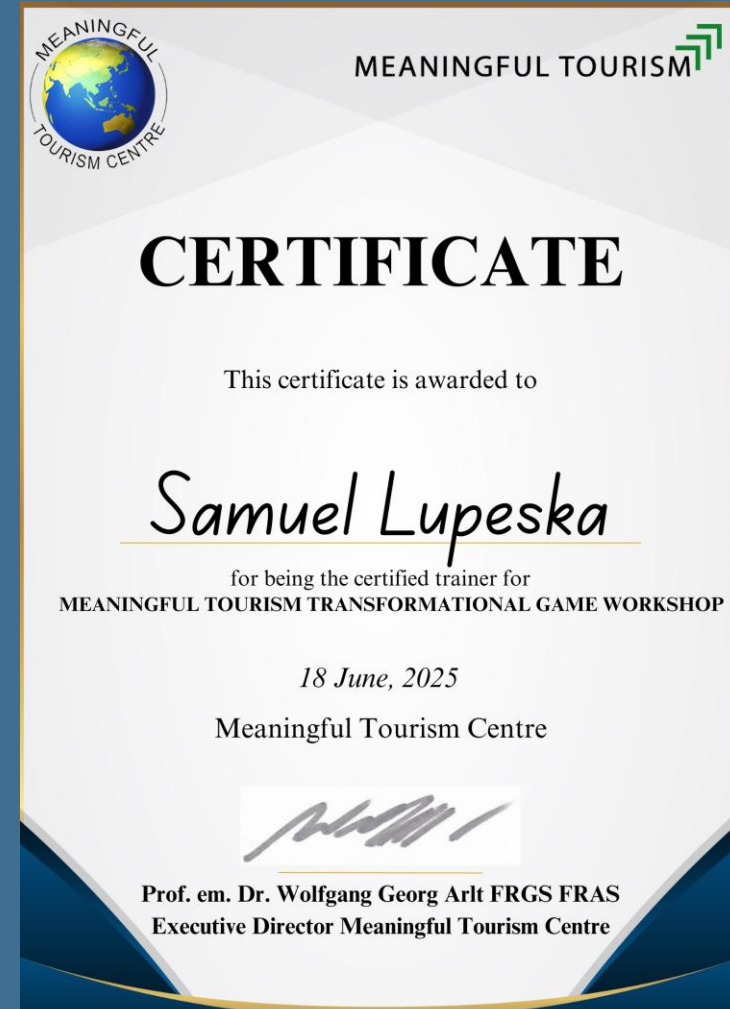 MEANINGFUL
TOURISM CENTRE
MEANINGFUL TOURISM
CERTIFICATE
This certificate is awarded to
Samuel Lupeska
for being the certified trainer for
MEANINGFUL TOURISM TRANSFORMATIONAL GAME WORKSHOP
18 June, 2025
Meaningful Tourism Centre
Prof. em. Dr. Wolfgang Georg Arlt FRGS FRAS
Executive Director Meaningful Tourism Centre